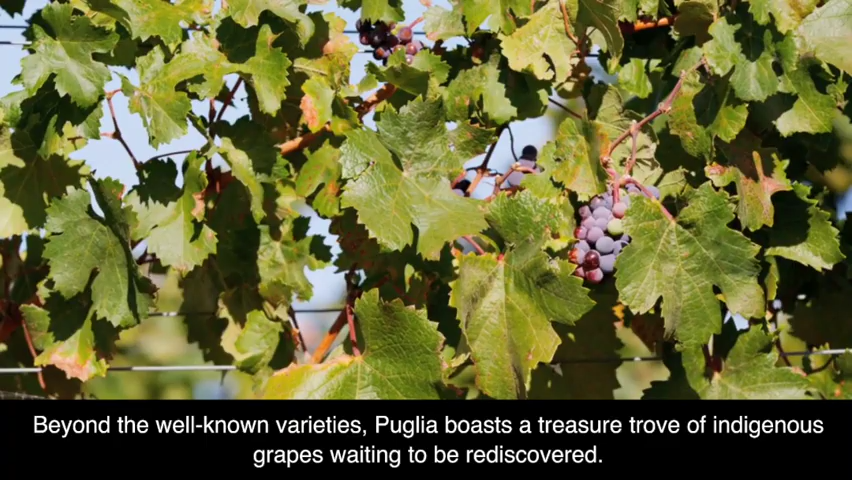 Beyond the well-known varieties, Puglia boasts a treasure trove of indigenous
grapes waiting to be rediscovered.